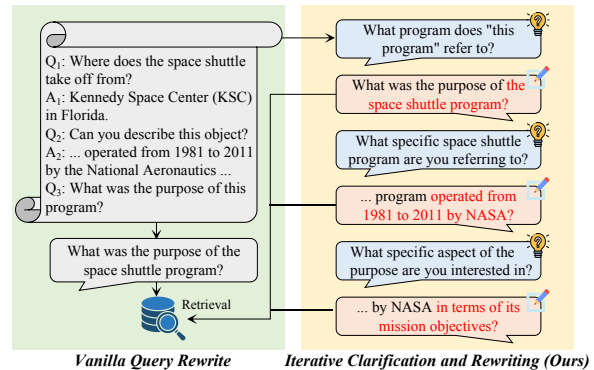 Q1: Where does the space shuttle
take off from?
A1: Kennedy Space Center (KSC)
in Florida.
Q2: Can you describe this object?
A2: ... operated from 1981 to 2011
by the National Aeronautics ...
Q3: What was the purpose of this
program?
What was the purpose of the
space shuttle program?
Retrieval
Vanilla Query Rewrite
What program does "this
program" refer to?
What was the purpose of the
space shuttle program?
What specific space shuttle
program are you referring to?
... program operated from
1981 to 2011 by NASA?
What specific aspect of the
purpose are you interested in?
... by NASA in terms of its
mission objectives?
Iterative Clarification and Rewriting (Ours)